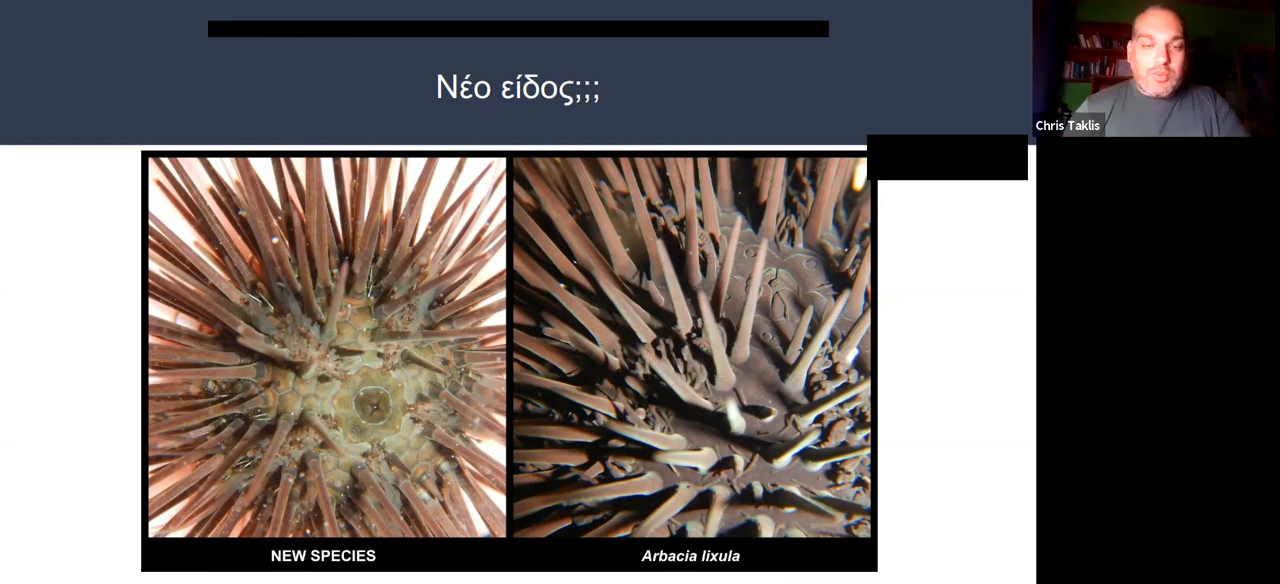 Νέο είδος;;;
Chris Taklis
NEW SPECIES
Arbacia lixula